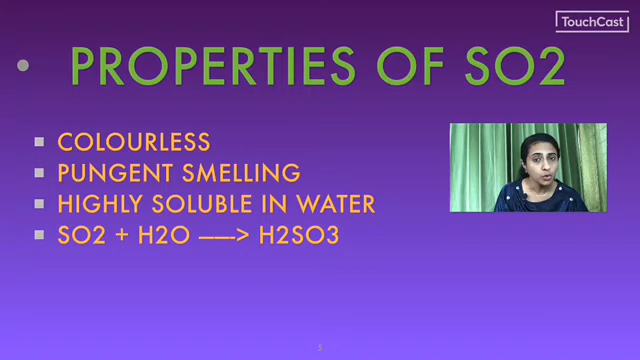 TouchCast
• PROPERTIES OF SO2
▪ COLOURLESS
▪ PUNGENT SMELLING
▪ HIGHLY SOLUBLE IN WATER
▪ SO2 + H2O ——-> H2SO3
5